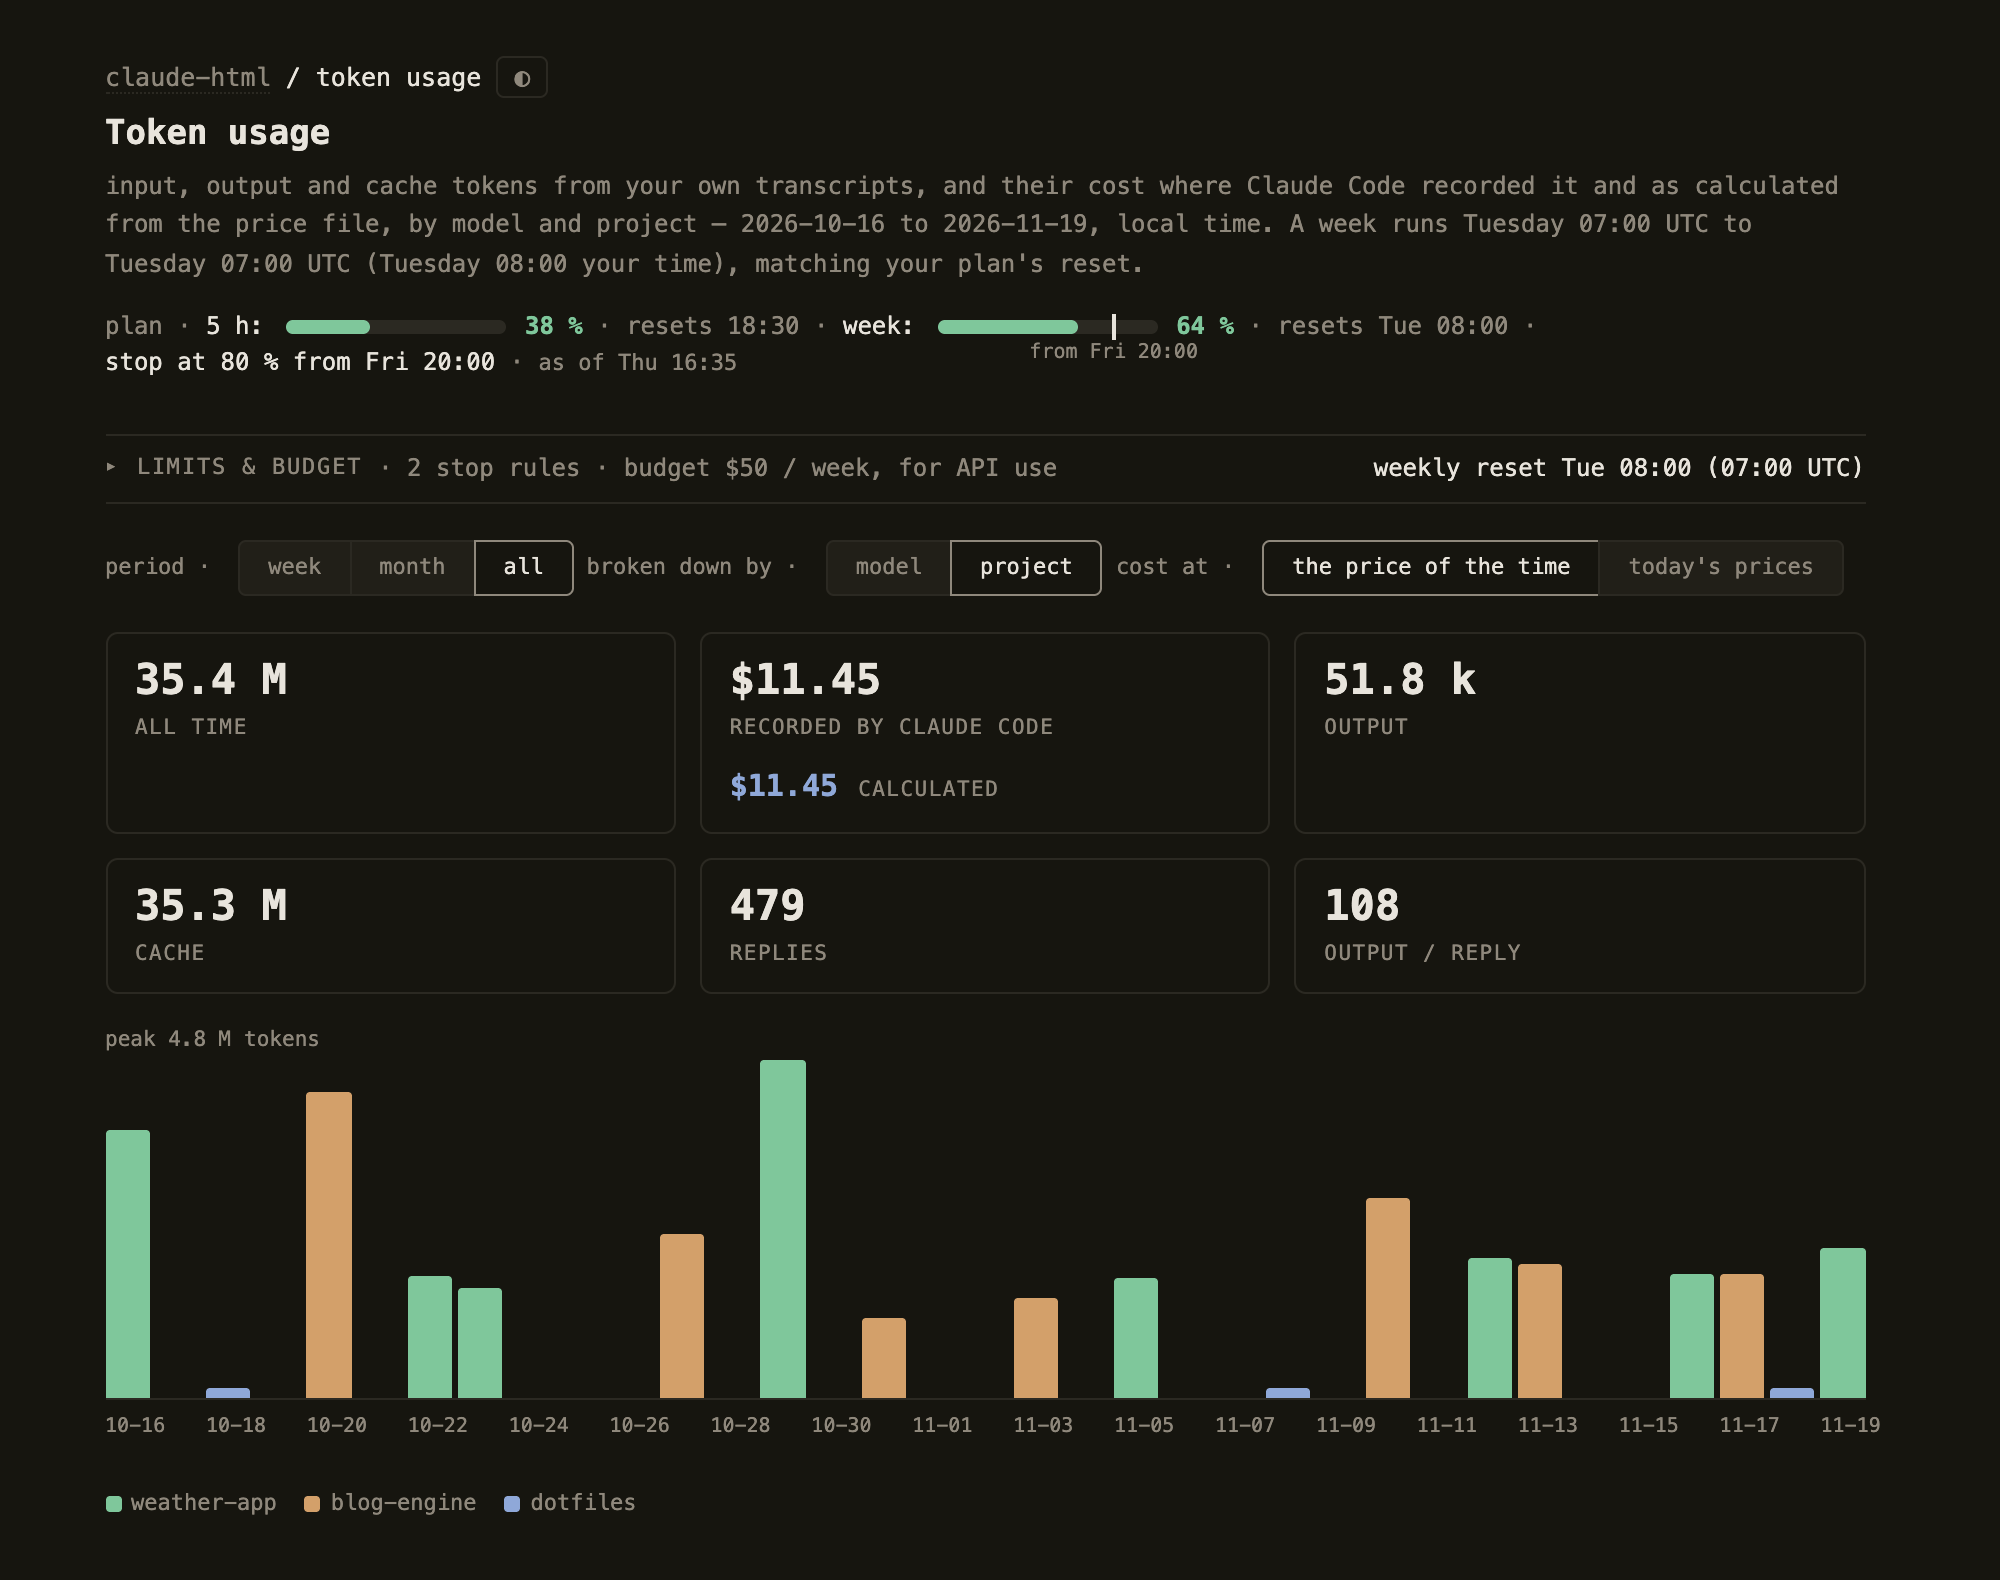 claude-html / token usage ◐
Token usage
input, output and cache tokens from your own transcripts, and their cost where Claude Code recorded it and as calculated
from the price file, by model and project — 2026-10-16 to 2026-11-19, local time. A week runs Tuesday 07:00 UTC to
Tuesday 07:00 UTC (Tuesday 08:00 your time), matching your plan's reset.
plan · 5 h: 38 % · resets 18:30 · week: 64 % · resets Tue 08:00 ·
from Fri 20:00
stop at 80 % from Fri 20:00 · as of Thu 16:35
▸ LIMITS & BUDGET · 2 stop rules · budget $50 / week, for API use weekly reset Tue 08:00 (07:00 UTC)
period · week month all broken down by · model project cost at · the price of the time today's prices
35.4 M
ALL TIME
$11.45
RECORDED BY CLAUDE CODE
$11.45 CALCULATED
51.8 k
OUTPUT
35.3 M
CACHE
479
REPLIES
108
OUTPUT / REPLY
peak 4.8 M tokens
10-16 10-18 10-20 10-22 10-24 10-26 10-28 10-30 11-01 11-03 11-05 11-07 11-09 11-11 11-13 11-15 11-17 11-19
weather-app blog-engine dotfiles